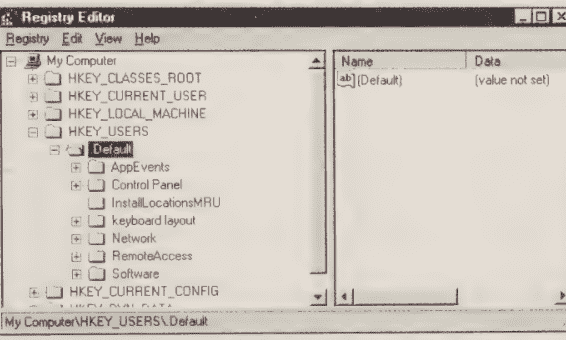 Registry Editor
Registry Edit View Help
My Computer
HKEY_CLASSES_ROOT
HKEY_CURRENT_USER
HKEY_LOCAL_MACHINE
HKEY_USERS
Default
AppEvents
Control Panel
InstallLocationsMRU
keyboard layout
Network
RemoteAccess
Software
HKEY_CURRENT_CONFIG
Name Data
ab (Default) (value not set)
My Computer\HKEY_USERS\.Default